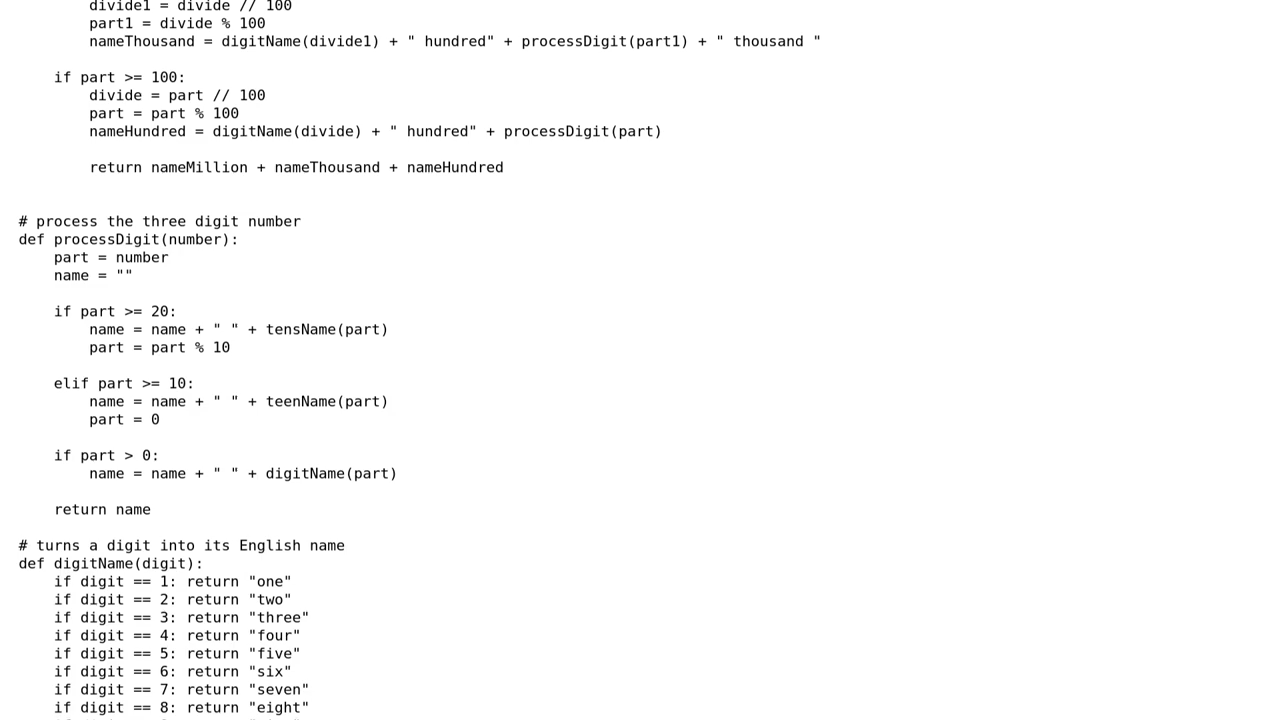 divide1 = divide // 100
part1 = divide % 100
nameThousand = digitName(divide1) + " hundred" + processDigit(part1) + " thousand "
if part >= 100:
divide = part // 100
part = part % 100
nameHundred = digitName(divide) + " hundred" + processDigit(part)
return nameMillion + nameThousand + nameHundred
# process the three digit number
def processDigit(number):
part = number
name = ""
if part >= 20:
name = name + " " + tensName(part)
part = part % 10
elif part >= 10:
name = name + " " + teenName(part)
part = 0
if part > 0:
name = name + " " + digitName(part)
return name
# turns a digit into its English name
def digitName(digit):
if digit == 1: return "one"
if digit == 2: return "two"
if digit == 3: return "three"
if digit == 4: return "four"
if digit == 5: return "five"
if digit == 6: return "six"
if digit == 7: return "seven"
if digit == 8: return "eight"